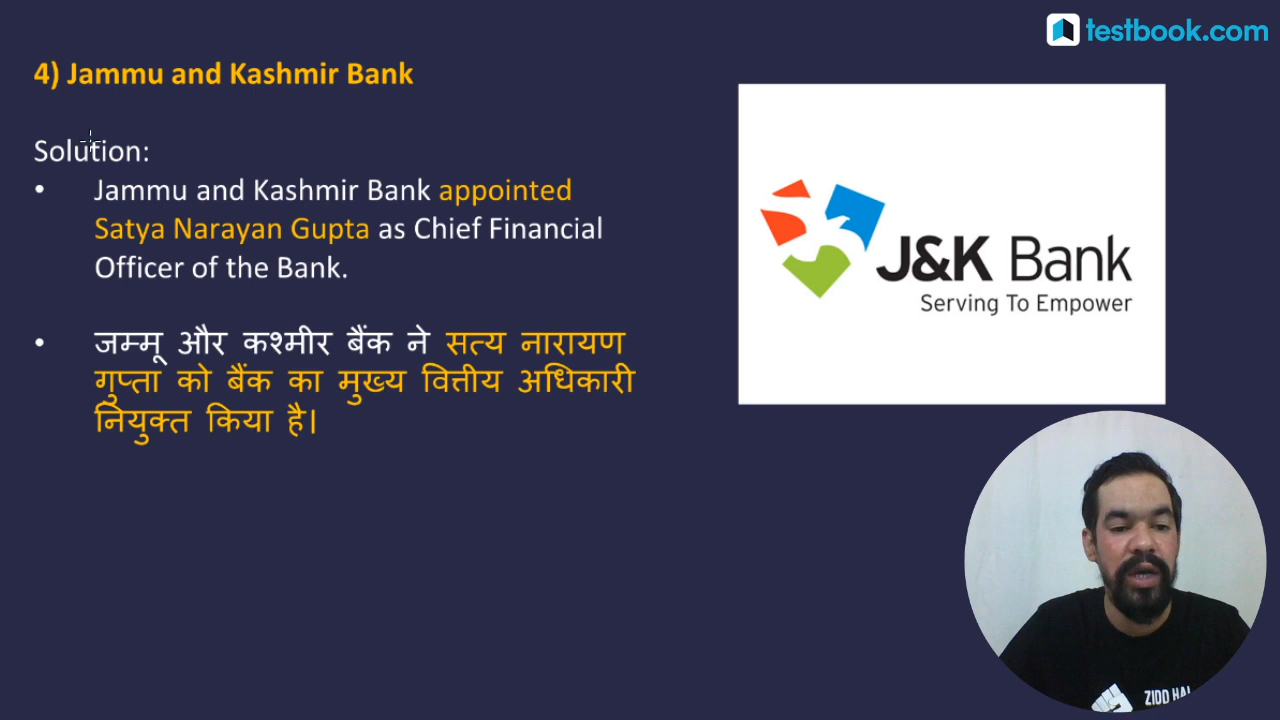 testbook.com
4) Jammu and Kashmir Bank
Solution:
• Jammu and Kashmir Bank appointed
Satya Narayan Gupta as Chief Financial
Officer of the Bank.
• जम्मू और कश्मीर बैंक ने सत्य नारायण
गुप्ता को बैंक का मुख्य वित्तीय अधिकारी
नियुक्त किया है।
J&K Bank
Serving To Empower
ZIDD HAI